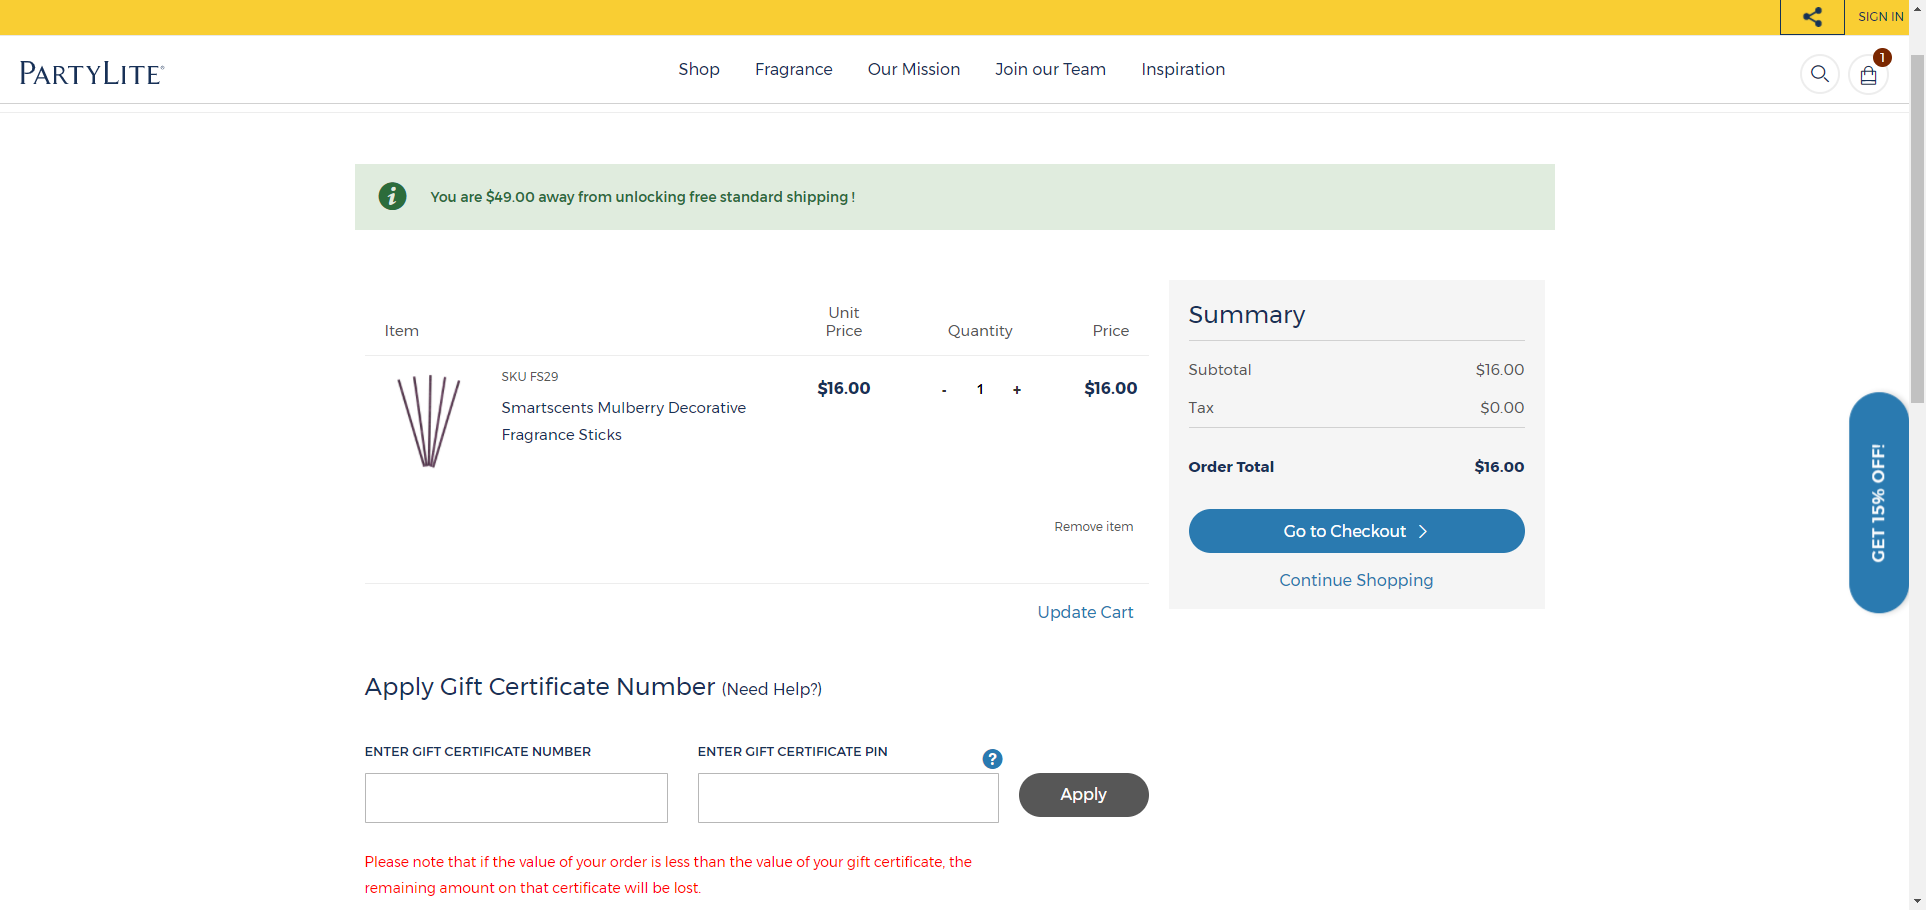 SIGN IN
PARTYLITE
Shop Fragrance Our Mission Join our Team Inspiration
1
You are $49.00 away from unlocking free standard shipping !
Item Unit Price Quantity Price
SKU FS29
Smartscents Mulberry Decorative
Fragrance Sticks
$16.00 - 1 + $16.00
Remove item
Update Cart
Summary
Subtotal $16.00
Tax $0.00
Order Total $16.00
Go to Checkout
Continue Shopping
GET 15% OFF!
Apply Gift Certificate Number (Need Help?)
ENTER GIFT CERTIFICATE NUMBER
ENTER GIFT CERTIFICATE PIN
?
Apply
Please note that if the value of your order is less than the value of your gift certificate, the
remaining amount on that certificate will be lost.